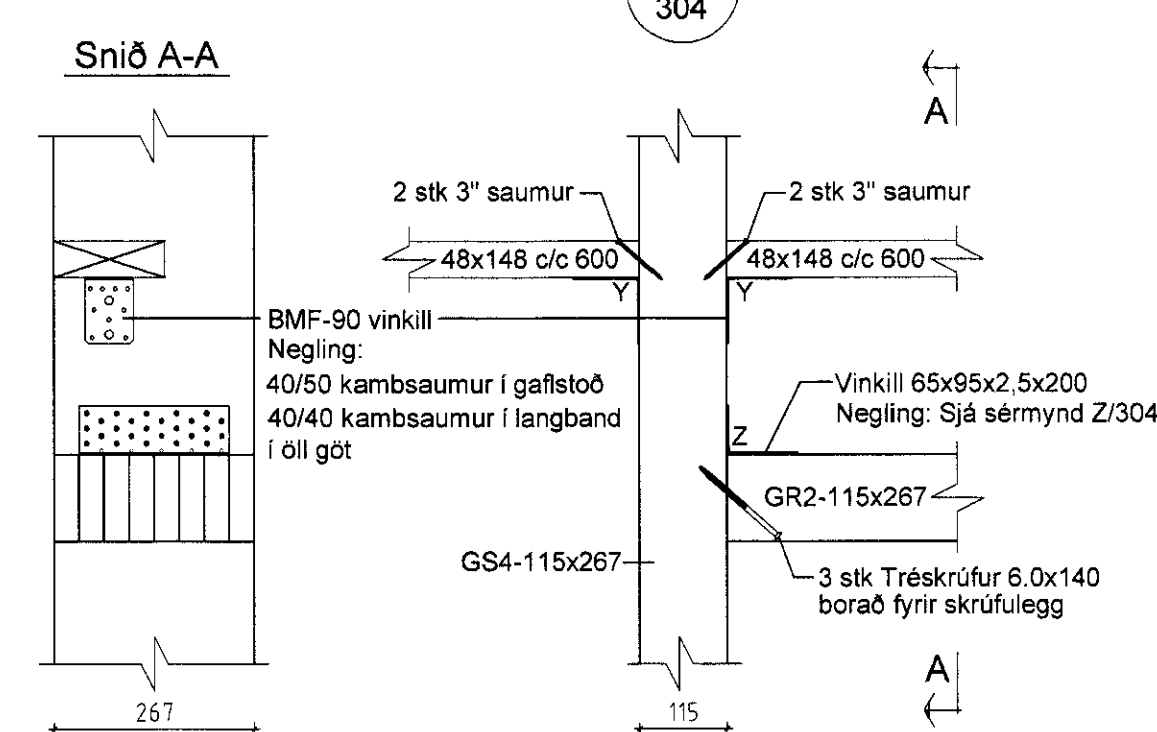 304
Snið A-A
A
2 stk 3" saumur
2 stk 3" saumur
48x148 c/c 600
48x148 c/c 600
Y
Y
BMF-90 vinkill
Negling:
40/50 kambsaumur í gaflstoð
40/40 kambsaumur í langband
í öll göt
Vinkill 65x95x2,5x200
Negling: Sjá sérmynd Z/304
Z
GR2-115x267
GS4-115x267
3 stk Tréskrúfur 6.0x140
borað fyrir skrúfulegg
A
267
115